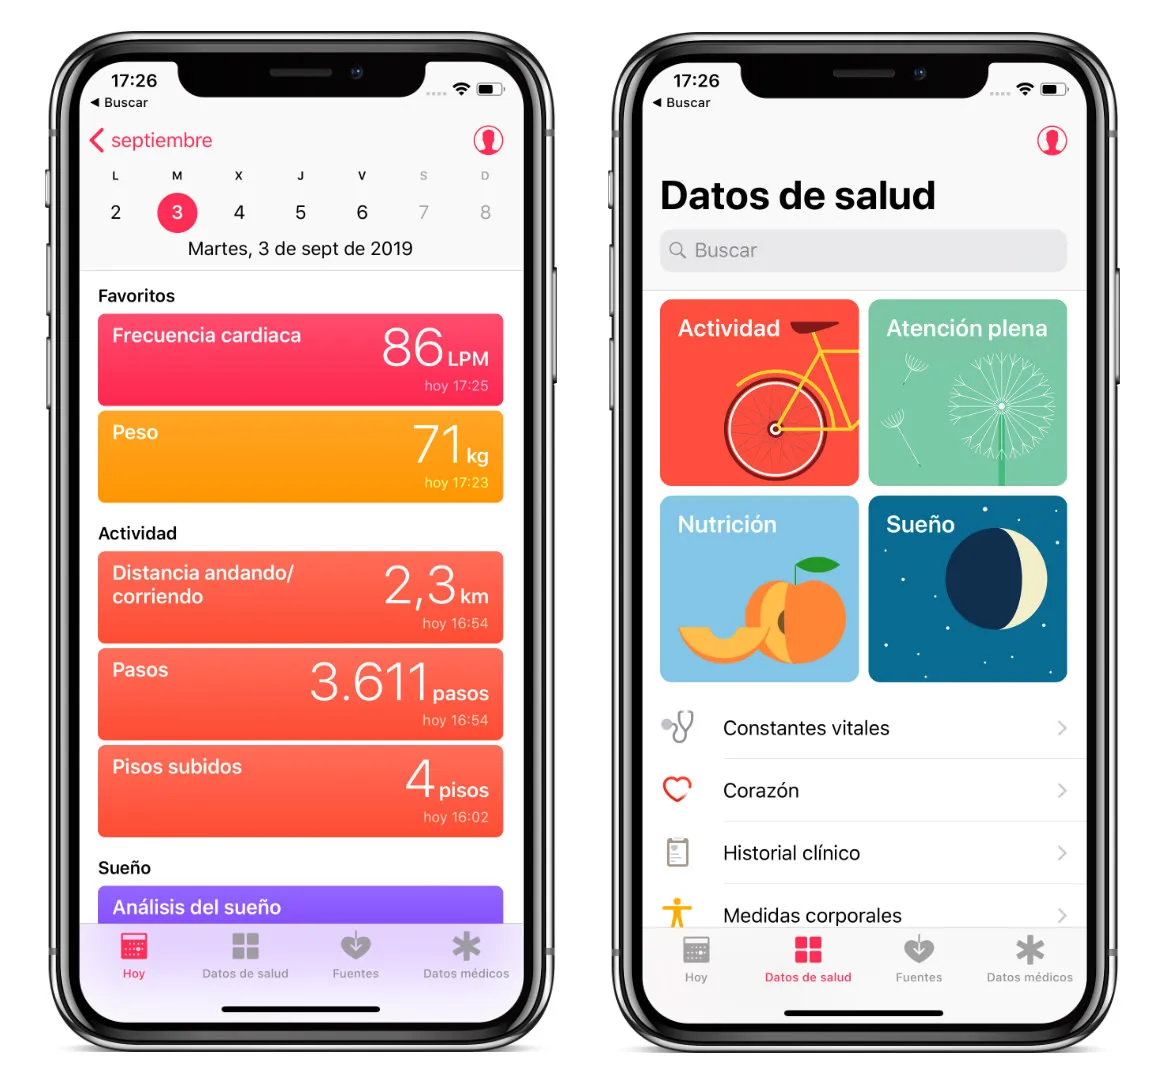 17:26
◀ Buscar
septiembre
L M X J V S D
2 3 4 5 6 7 8
Martes, 3 de sept de 2019
Favoritos
Frecuencia cardiaca
86 LPM
hoy 17:25
Peso
71 kg
hoy 17:23
Actividad
Distancia andando/
corriendo
2,3 km
hoy 16:54
Pasos
3.611 pasos
hoy 16:54
Pisos subidos
4 pisos
hoy 16:02
Sueño
Análisis del sueño
Hoy Datos de salud Fuentes Datos médicos
17:26
◀ Buscar
Datos de salud
Buscar
Actividad
Atención plena
Nutrición
Sueño
Constantes vitales
Corazón
Historial clínico
Medidas corporales
Hoy Datos de salud Fuentes Datos médicos